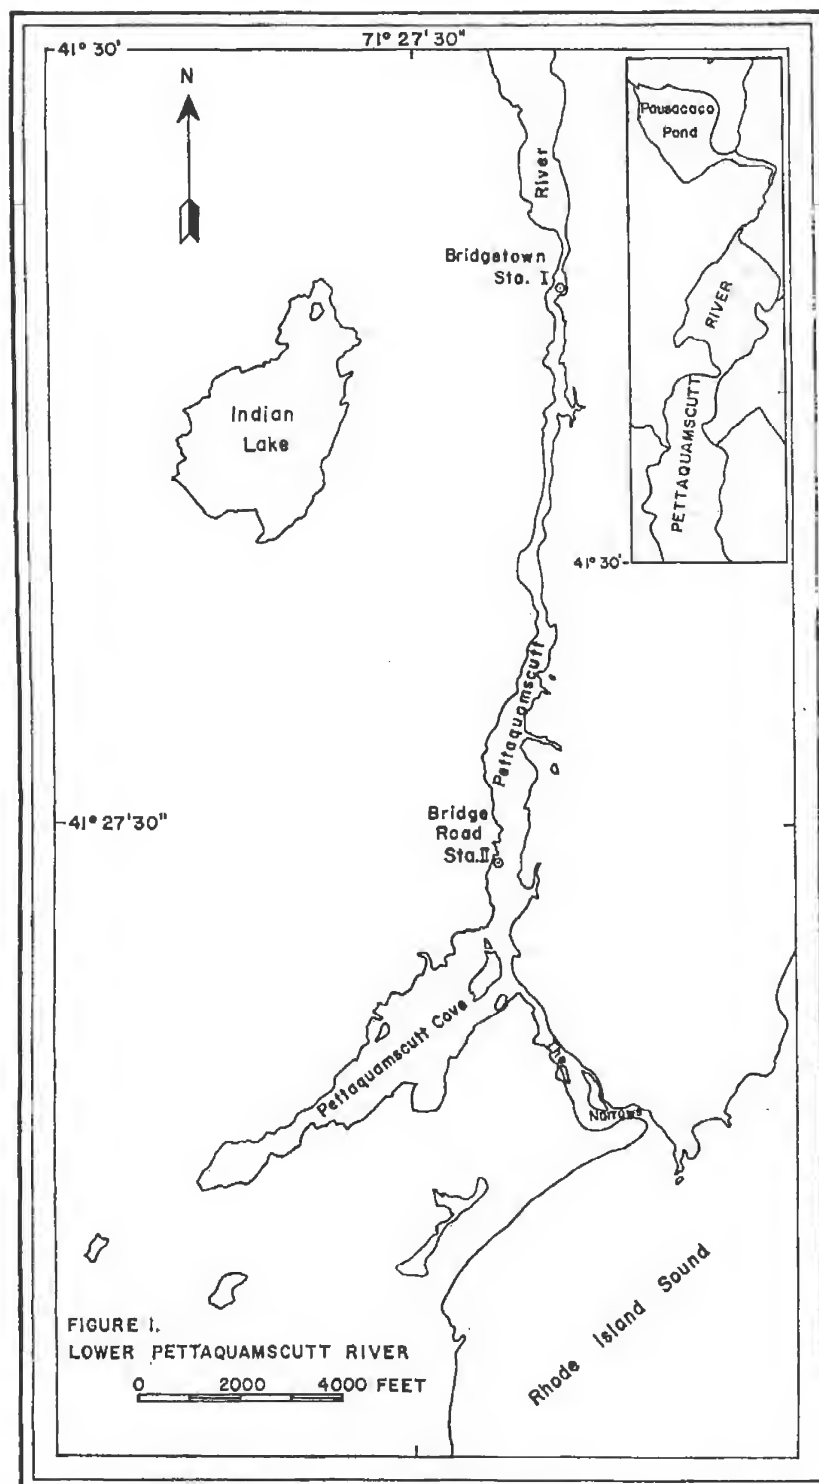 41° 30'
71° 27' 30"
N
Pausacaco
Pond
River
Bridgetown
Sta. I
RIVER
Indian
Lake
PETTAQUAMSCUTT
41° 30'
Pettaquamscutt
41° 27' 30"
Bridge
Road
Sta. II
Pettaquamscutt Cove
The
Narrows
Rhode Island Sound
FIGURE 1.
LOWER PETTAQUAMSCUTT RIVER
0 2000 4000 FEET